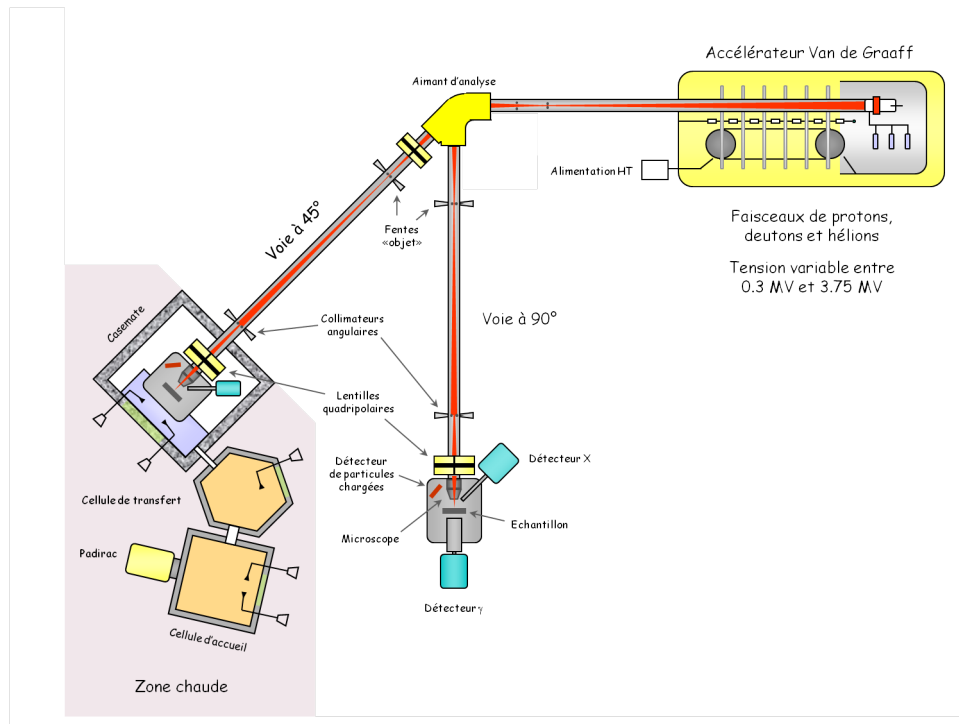 Accélérateur Van de Graaff
Aimant d'analyse
Alimentation HT
Faisceaux de protons,
deutons et hélions
Tension variable entre
0.3 MV et 3.75 MV
Voie à 45°
Fentes
«objet»
Casemate
Collimateurs
angulaires
Voie à 90°
Lentilles
quadripolaires
Détecteur
de particules
chargées
Détecteur X
Cellule de transfert
Echantillon
Microscope
Padirac
Détecteur γ
Cellule d'accueil
Zone chaude